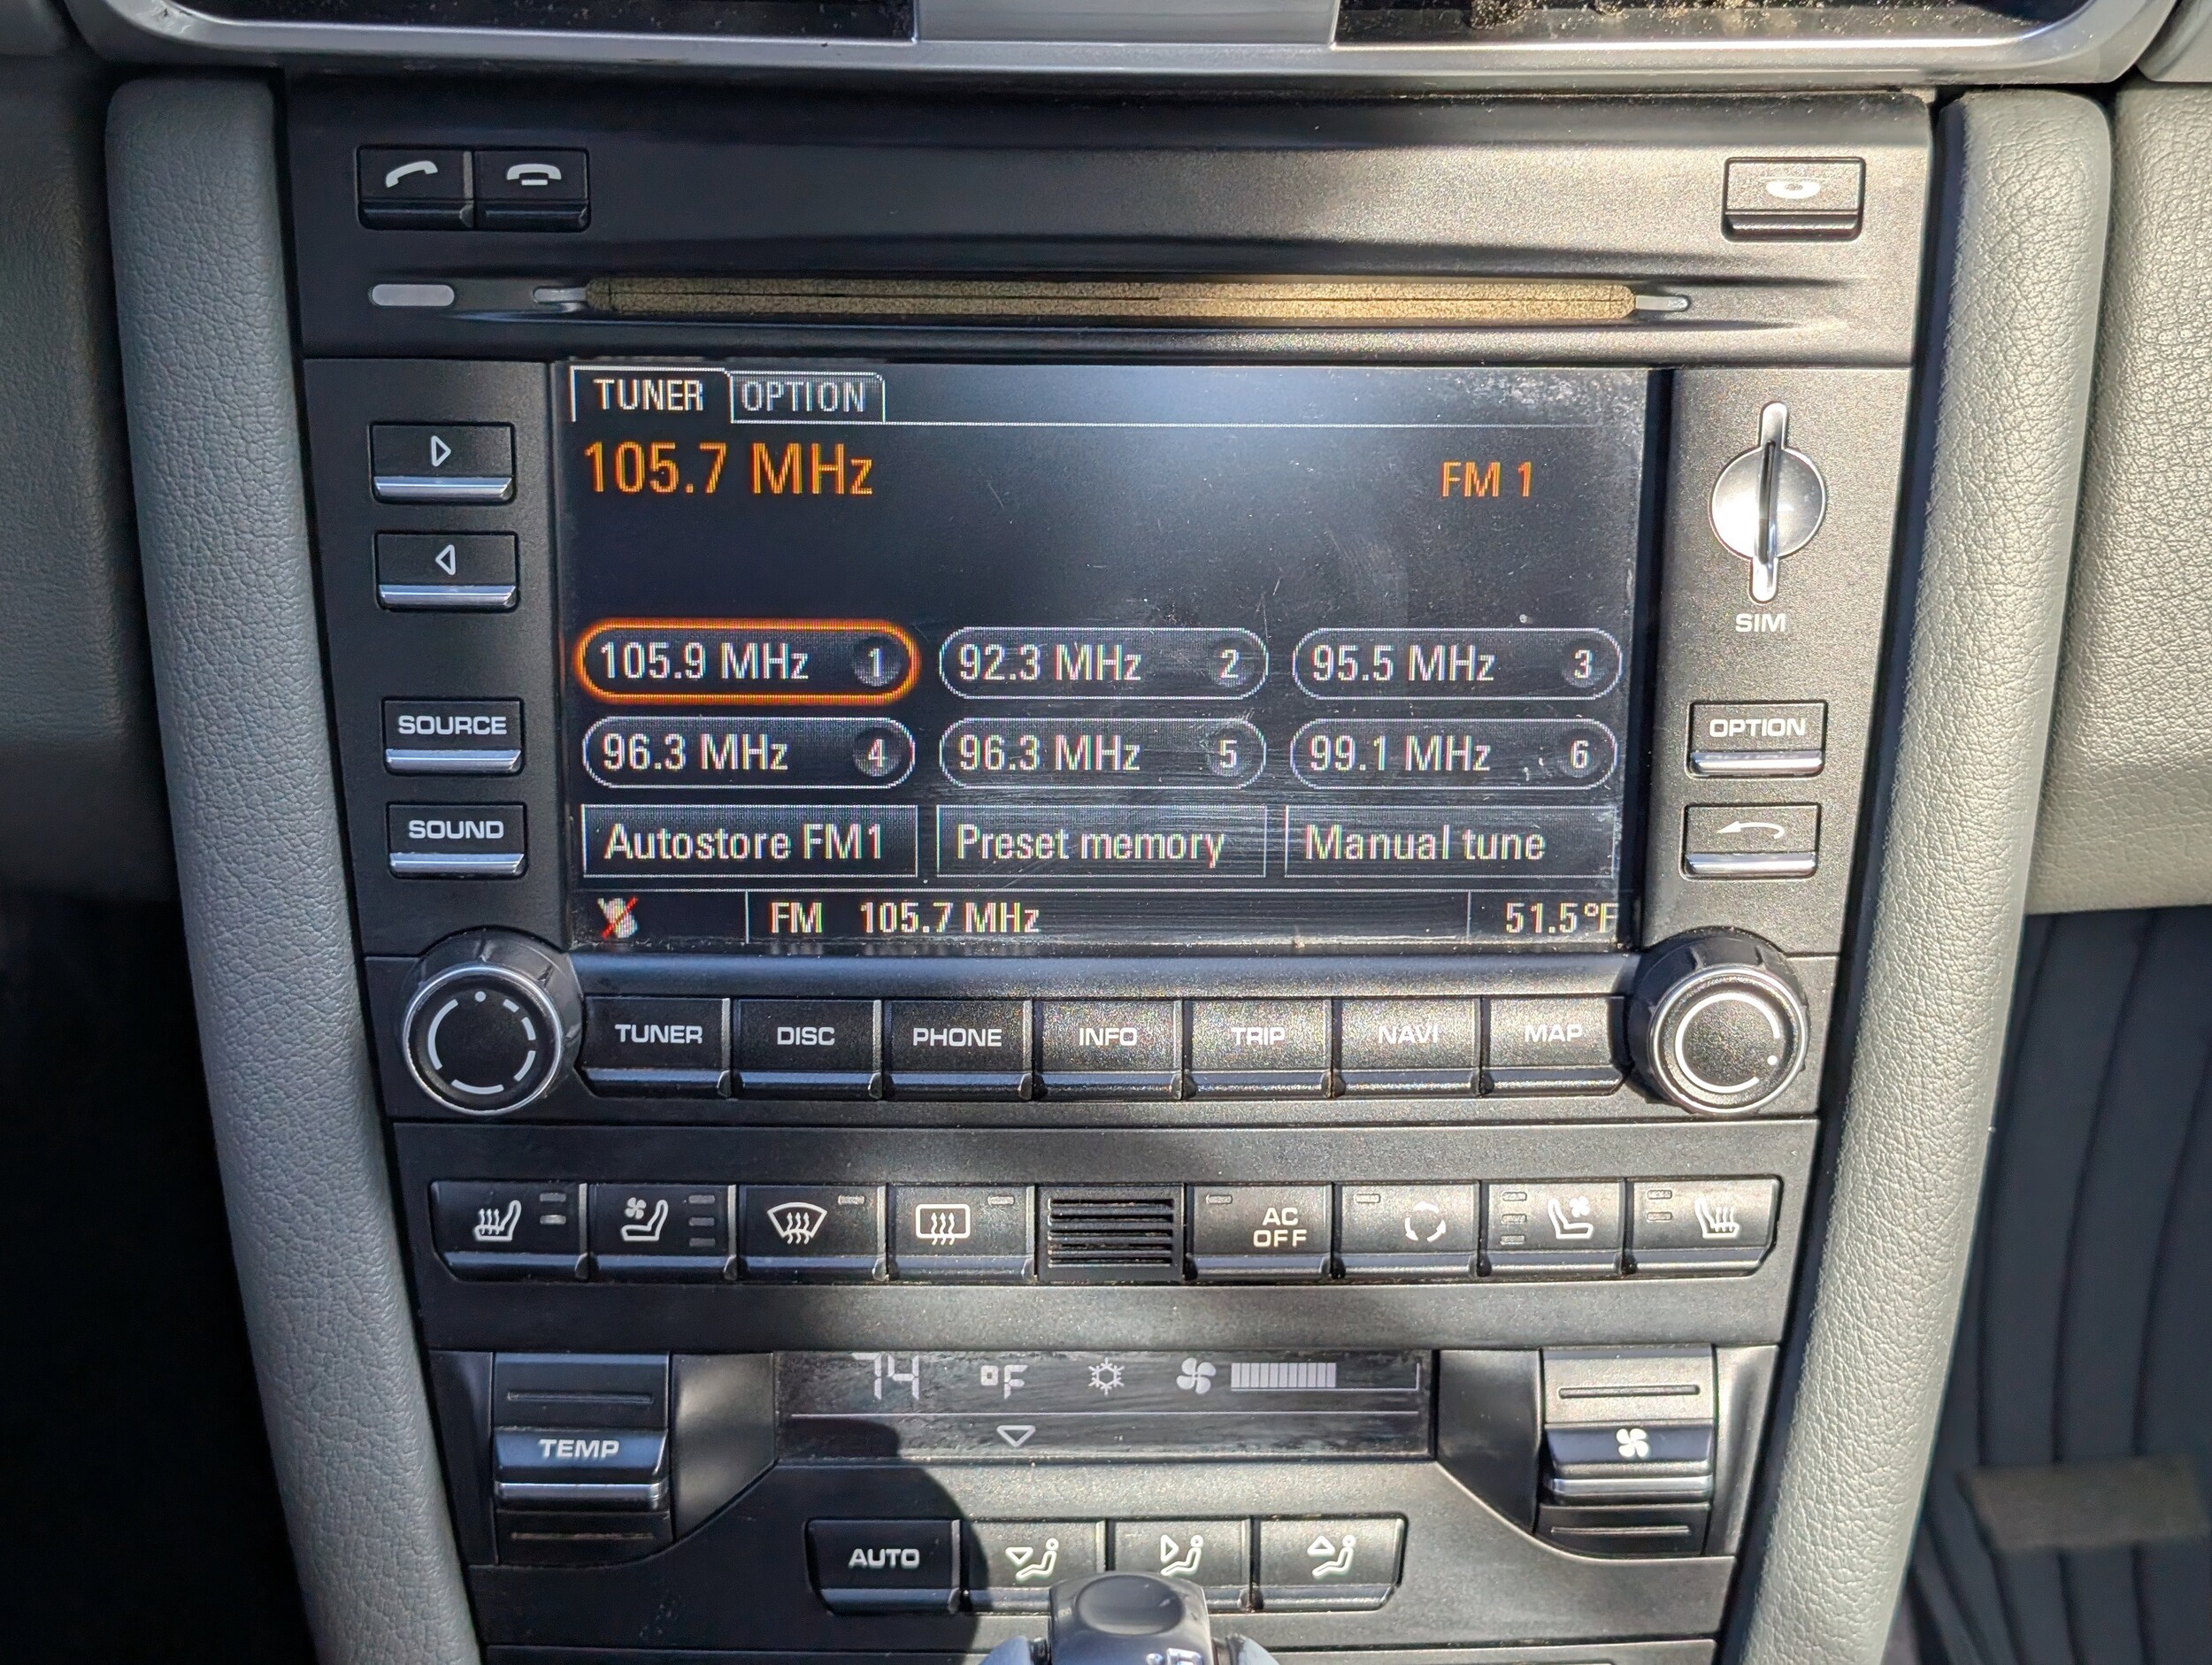 TUNER OPTION
105.7 MHz FM 1
105.9 MHz 1 92.3 MHz 2 95.5 MHz 3
96.3 MHz 4 96.3 MHz 5 99.1 MHz 6
Autostore FM1 Preset memory Manual tune
FM 105.7 MHz 51.5°F
SIM
SOURCE
OPTION
SOUND
TUNER DISC PHONE INFO TRIP NAVI MAP
AC
OFF
74 °F
TEMP
AUTO